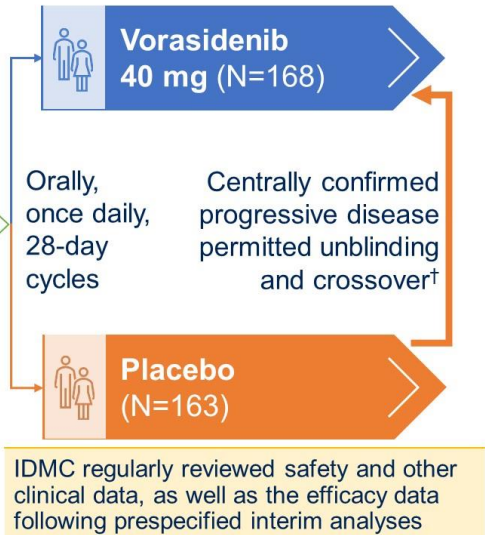 Vorasidenib
40 mg (N=168)
Orally,
once daily,
28-day
cycles
Centrally confirmed
progressive disease
permitted unblinding
and crossover†
Placebo
(N=163)
IDMC regularly reviewed safety and other
clinical data, as well as the efficacy data
following prespecified interim analyses